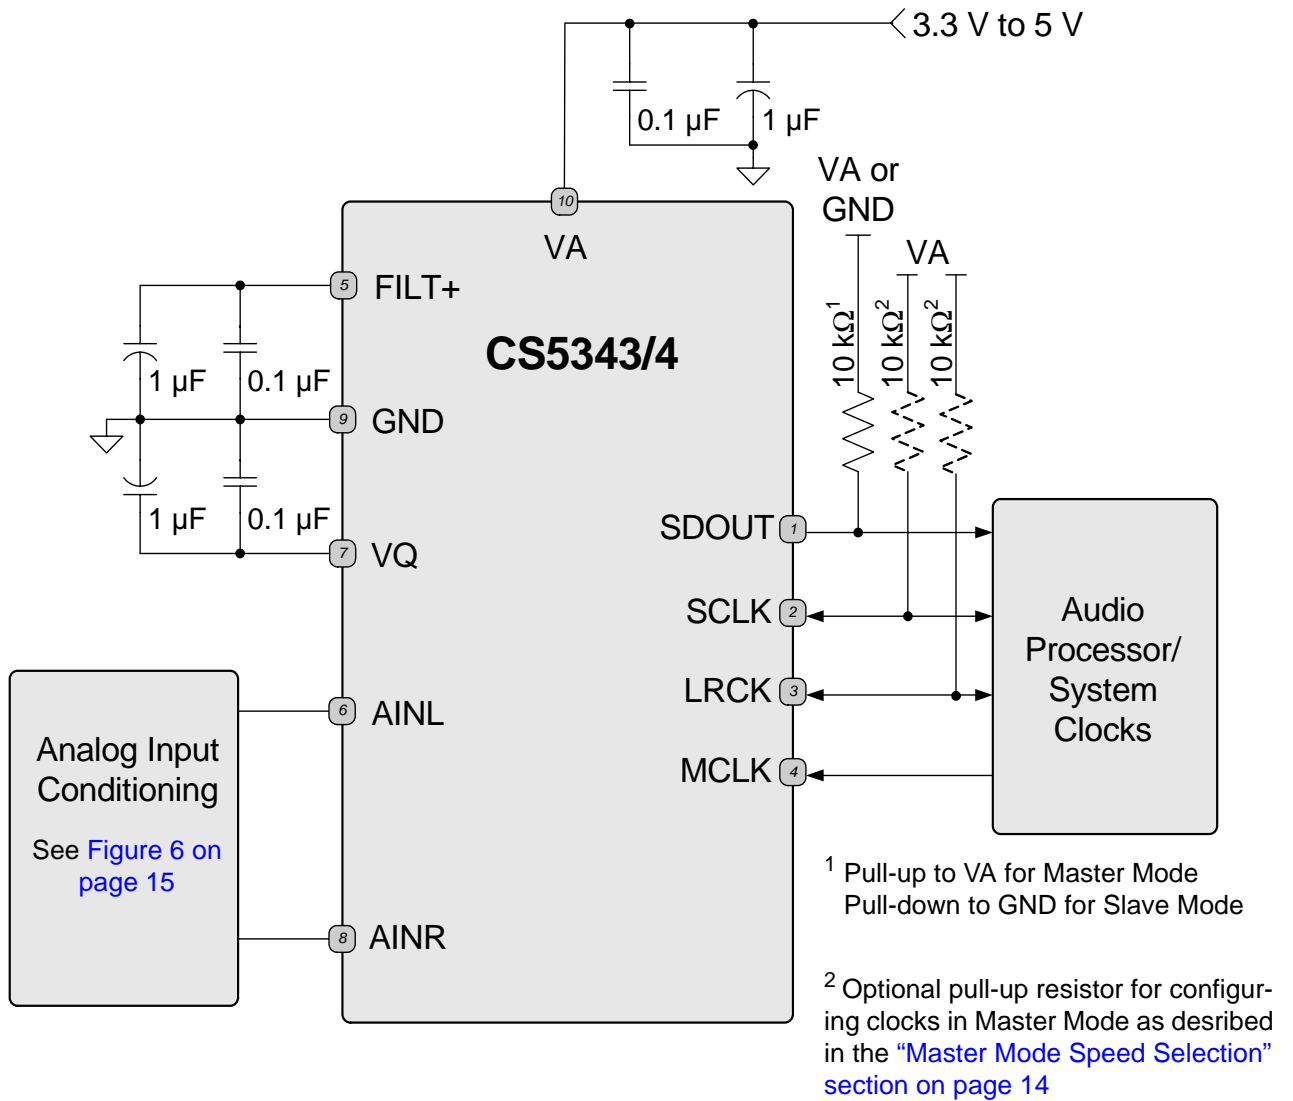 3.3 V to 5 V
0.1 µF
1 µF
VA or
GND
VA
10
VA
5
FILT+
CS5343/4
10 kΩ1
10 kΩ2
10 kΩ2
1 µF
0.1 µF
9
GND
1 µF
0.1 µF
7
VQ
SDOUT
1
SCLK
2
LRCK
3
MCLK
4
Audio
Processor/
System
Clocks
6
AINL
Analog Input
Conditioning
See Figure 6 on
page 15
8
AINR
1 Pull-up to VA for Master Mode
Pull-down to GND for Slave Mode
2 Optional pull-up resistor for configur-
ing clocks in Master Mode as desribed
in the “Master Mode Speed Selection”
section on page 14